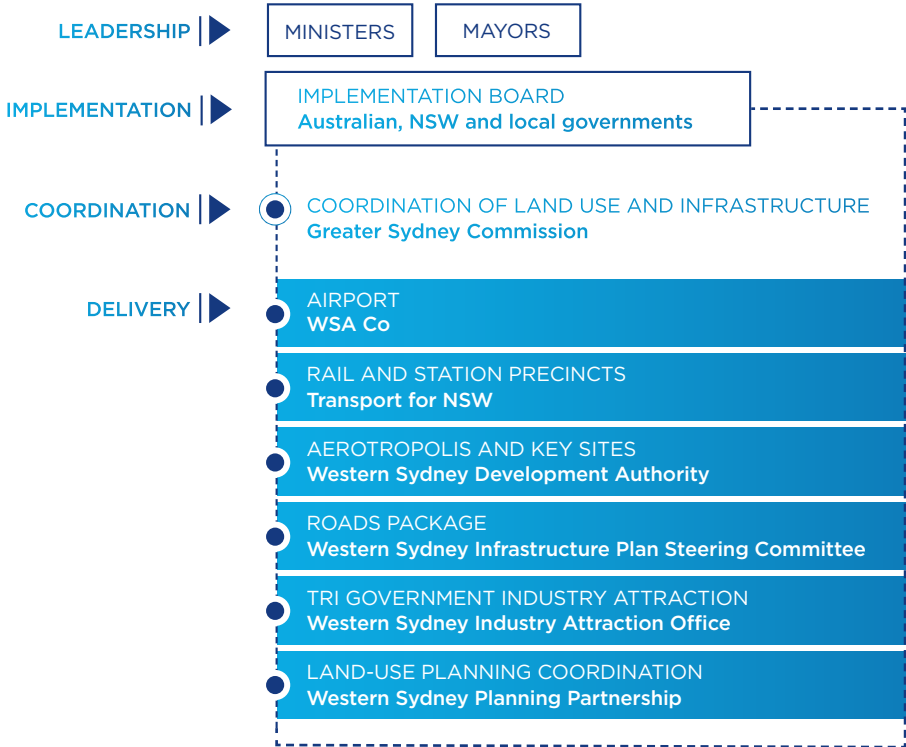 LEADERSHIP
MINISTERS
MAYORS
IMPLEMENTATION
IMPLEMENTATION BOARD
Australian, NSW and local governments
COORDINATION
COORDINATION OF LAND USE AND INFRASTRUCTURE
Greater Sydney Commission
DELIVERY
AIRPORT
WSA Co
RAIL AND STATION PRECINCTS
Transport for NSW
AEROTROPOLIS AND KEY SITES
Western Sydney Development Authority
ROADS PACKAGE
Western Sydney Infrastructure Plan Steering Committee
TRI GOVERNMENT INDUSTRY ATTRACTION
Western Sydney Industry Attraction Office
LAND-USE PLANNING COORDINATION
Western Sydney Planning Partnership